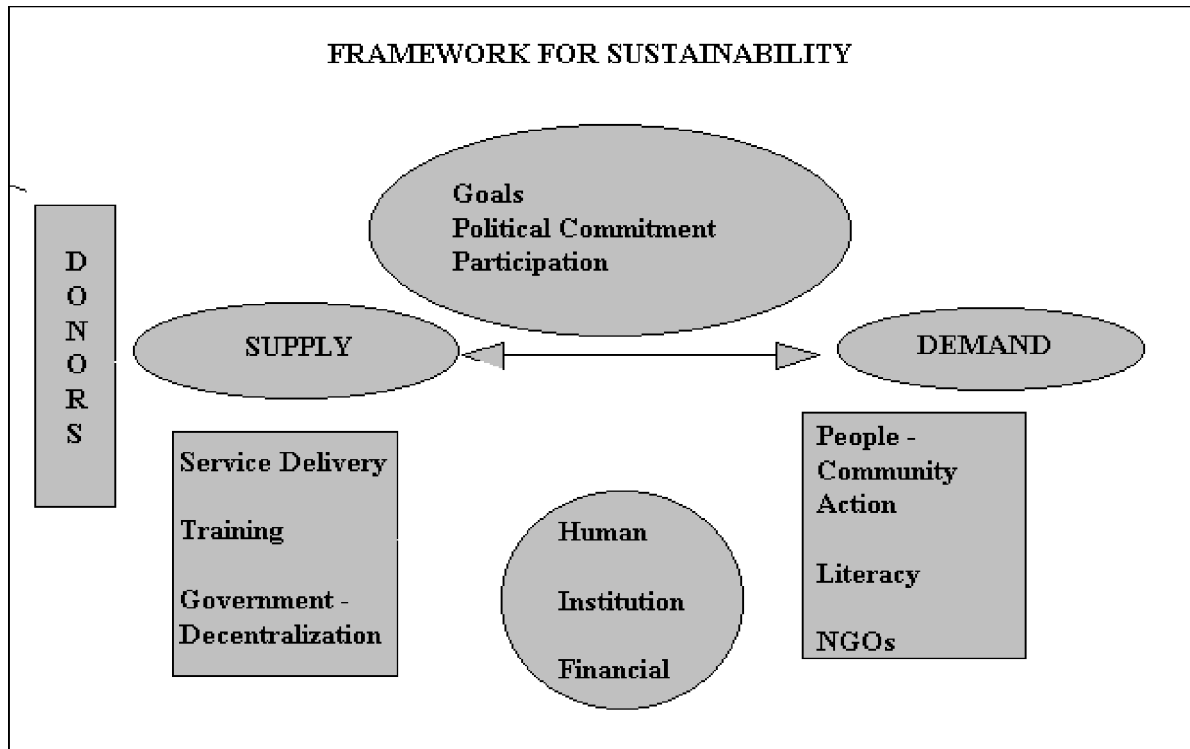 FRAMEWORK FOR SUSTAINABILITY
Goals
Political Commitment
Participation
D
O
N
O
R
S
SUPPLY
DEMAND
Service Delivery
Training
Government -
Decentralization
Human
Institution
Financial
People -
Community
Action
Literacy
NGOs